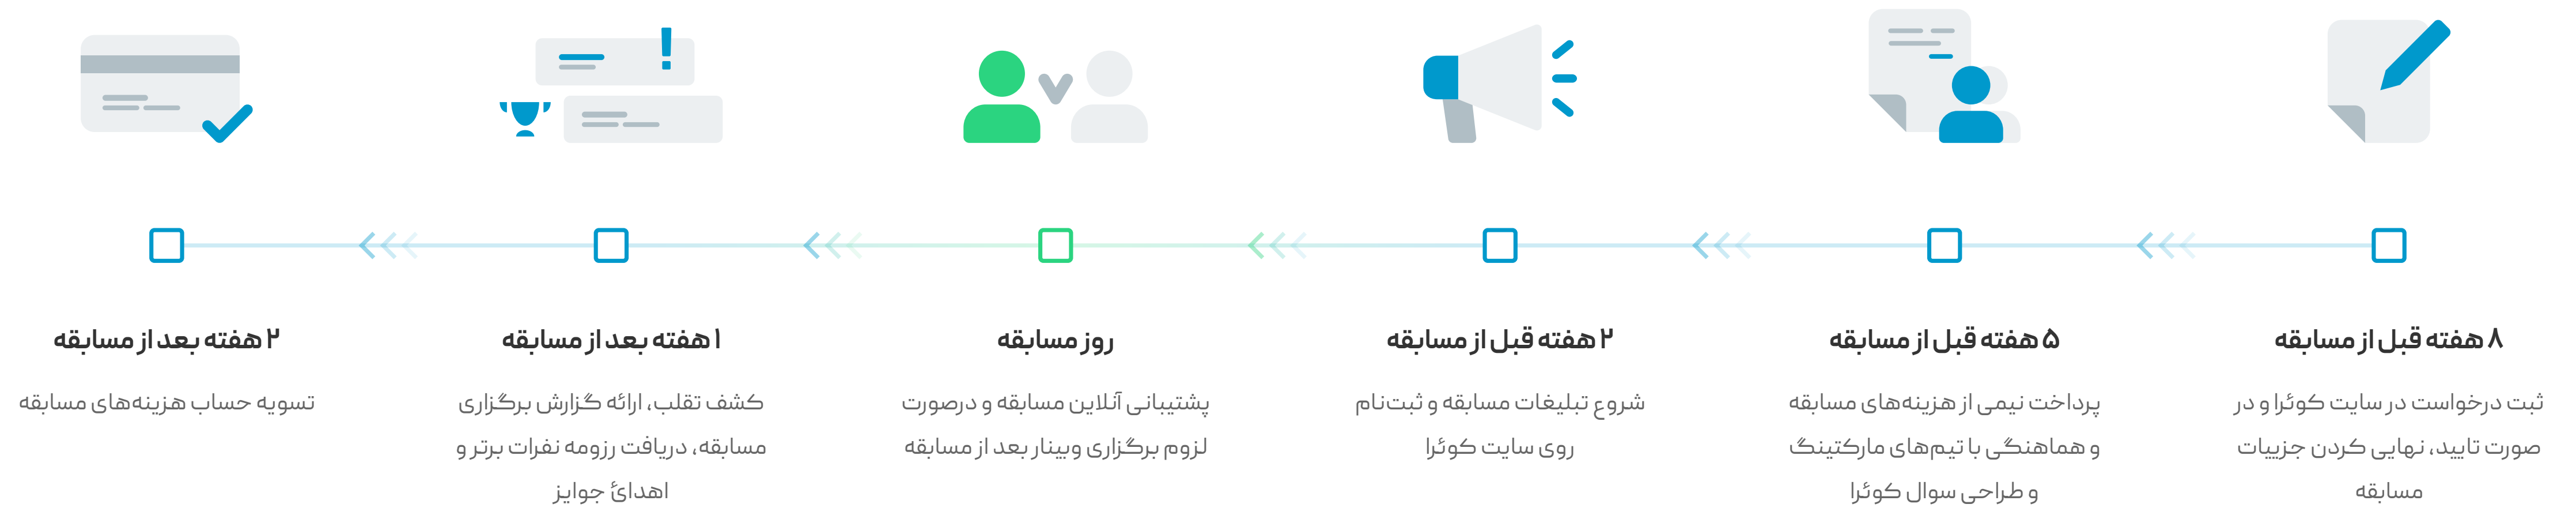 ۸ هفته قبل از مسابقه
ثبت درخواست در سایت کوئرا و در
صورت تایید، نهایی کردن جزییات
مسابقه
۵ هفته قبل از مسابقه
پرداخت نیمی از هزینه‌های مسابقه
و هماهنگی با تیم‌های مارکتینگ
و طراحی سوال کوئرا
۲ هفته قبل از مسابقه
شروع تبلیغات مسابقه و ثبت‌نام
روی سایت کوئرا
روز مسابقه
پشتیبانی آنلاین مسابقه و درصورت
لزوم برگزاری وبینار بعد از مسابقه
۱ هفته بعد از مسابقه
کشف تقلب، ارائه گزارش برگزاری
مسابقه، دریافت رزومه نفرات برتر و
اهدائ جوایز
۲ هفته بعد از مسابقه
تسویه حساب هزینه‌های مسابقه